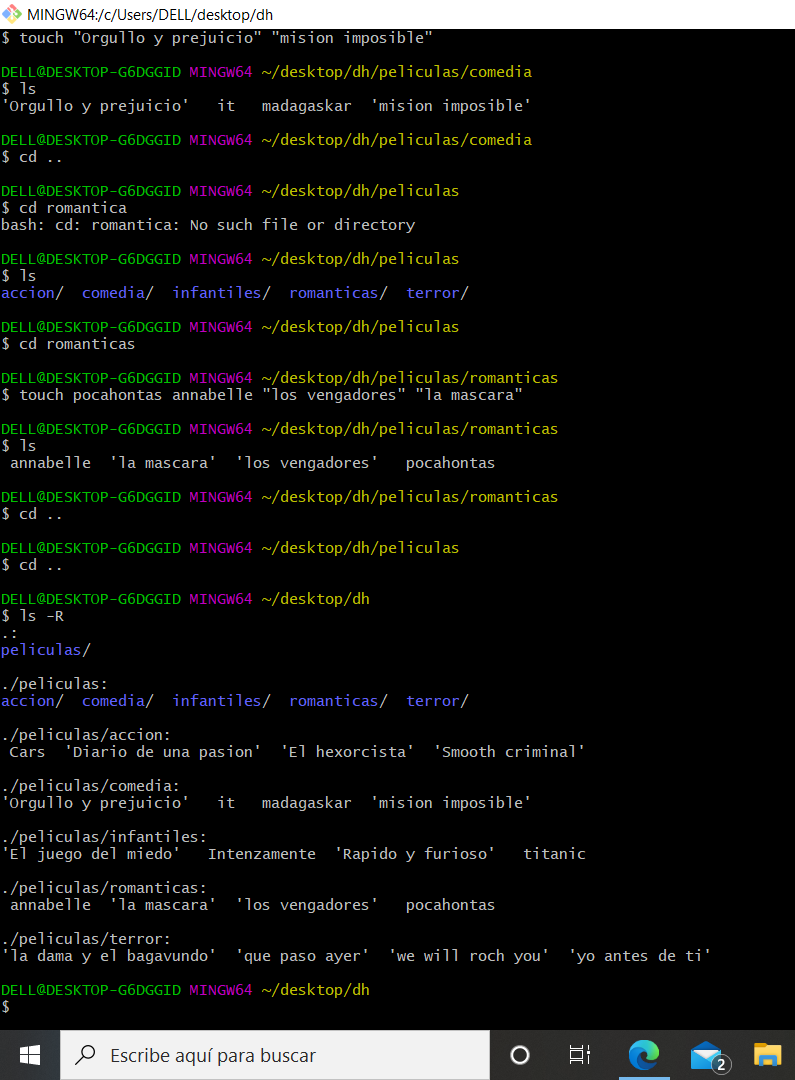 MINGW64:/c/Users/DELL/desktop/dh
$ touch "Orgullo y prejuicio" "mision imposible"
DELL@DESKTOP-G6DGGID MINGW64 ~/desktop/dh/peliculas/comedia
$ ls
'Orgullo y prejuicio'   it   madagaskar  'mision imposible'
DELL@DESKTOP-G6DGGID MINGW64 ~/desktop/dh/peliculas/comedia
$ cd ..
DELL@DESKTOP-G6DGGID MINGW64 ~/desktop/dh/peliculas
$ cd romantica
bash: cd: romantica: No such file or directory
DELL@DESKTOP-G6DGGID MINGW64 ~/desktop/dh/peliculas
$ ls
accion/  comedia/  infantiles/  romanticas/  terror/
DELL@DESKTOP-G6DGGID MINGW64 ~/desktop/dh/peliculas
$ cd romanticas
DELL@DESKTOP-G6DGGID MINGW64 ~/desktop/dh/peliculas/romanticas
$ touch pocahontas annabelle "los vengadores" "la mascara"
DELL@DESKTOP-G6DGGID MINGW64 ~/desktop/dh/peliculas/romanticas
$ ls
annabelle  'la mascara'  'los vengadores'   pocahontas
DELL@DESKTOP-G6DGGID MINGW64 ~/desktop/dh/peliculas/romanticas
$ cd ..
DELL@DESKTOP-G6DGGID MINGW64 ~/desktop/dh/peliculas
$ cd ..
DELL@DESKTOP-G6DGGID MINGW64 ~/desktop/dh
$ ls -R
.:
peliculas/
./peliculas:
accion/  comedia/  infantiles/  romanticas/  terror/
./peliculas/accion:
Cars  'Diario de una pasion'  'El hexorcista'  'Smooth criminal'
./peliculas/comedia:
'Orgullo y prejuicio'   it   madagaskar  'mision imposible'
./peliculas/infantiles:
'El juego del miedo'   Intenzamente  'Rapido y furioso'   titanic
./peliculas/romanticas:
annabelle  'la mascara'  'los vengadores'   pocahontas
./peliculas/terror:
'la dama y el bagavundo'  'que paso ayer'  'we will roch you'  'yo antes de ti'
DELL@DESKTOP-G6DGGID MINGW64 ~/desktop/dh
$
Escribe aquí para buscar
2